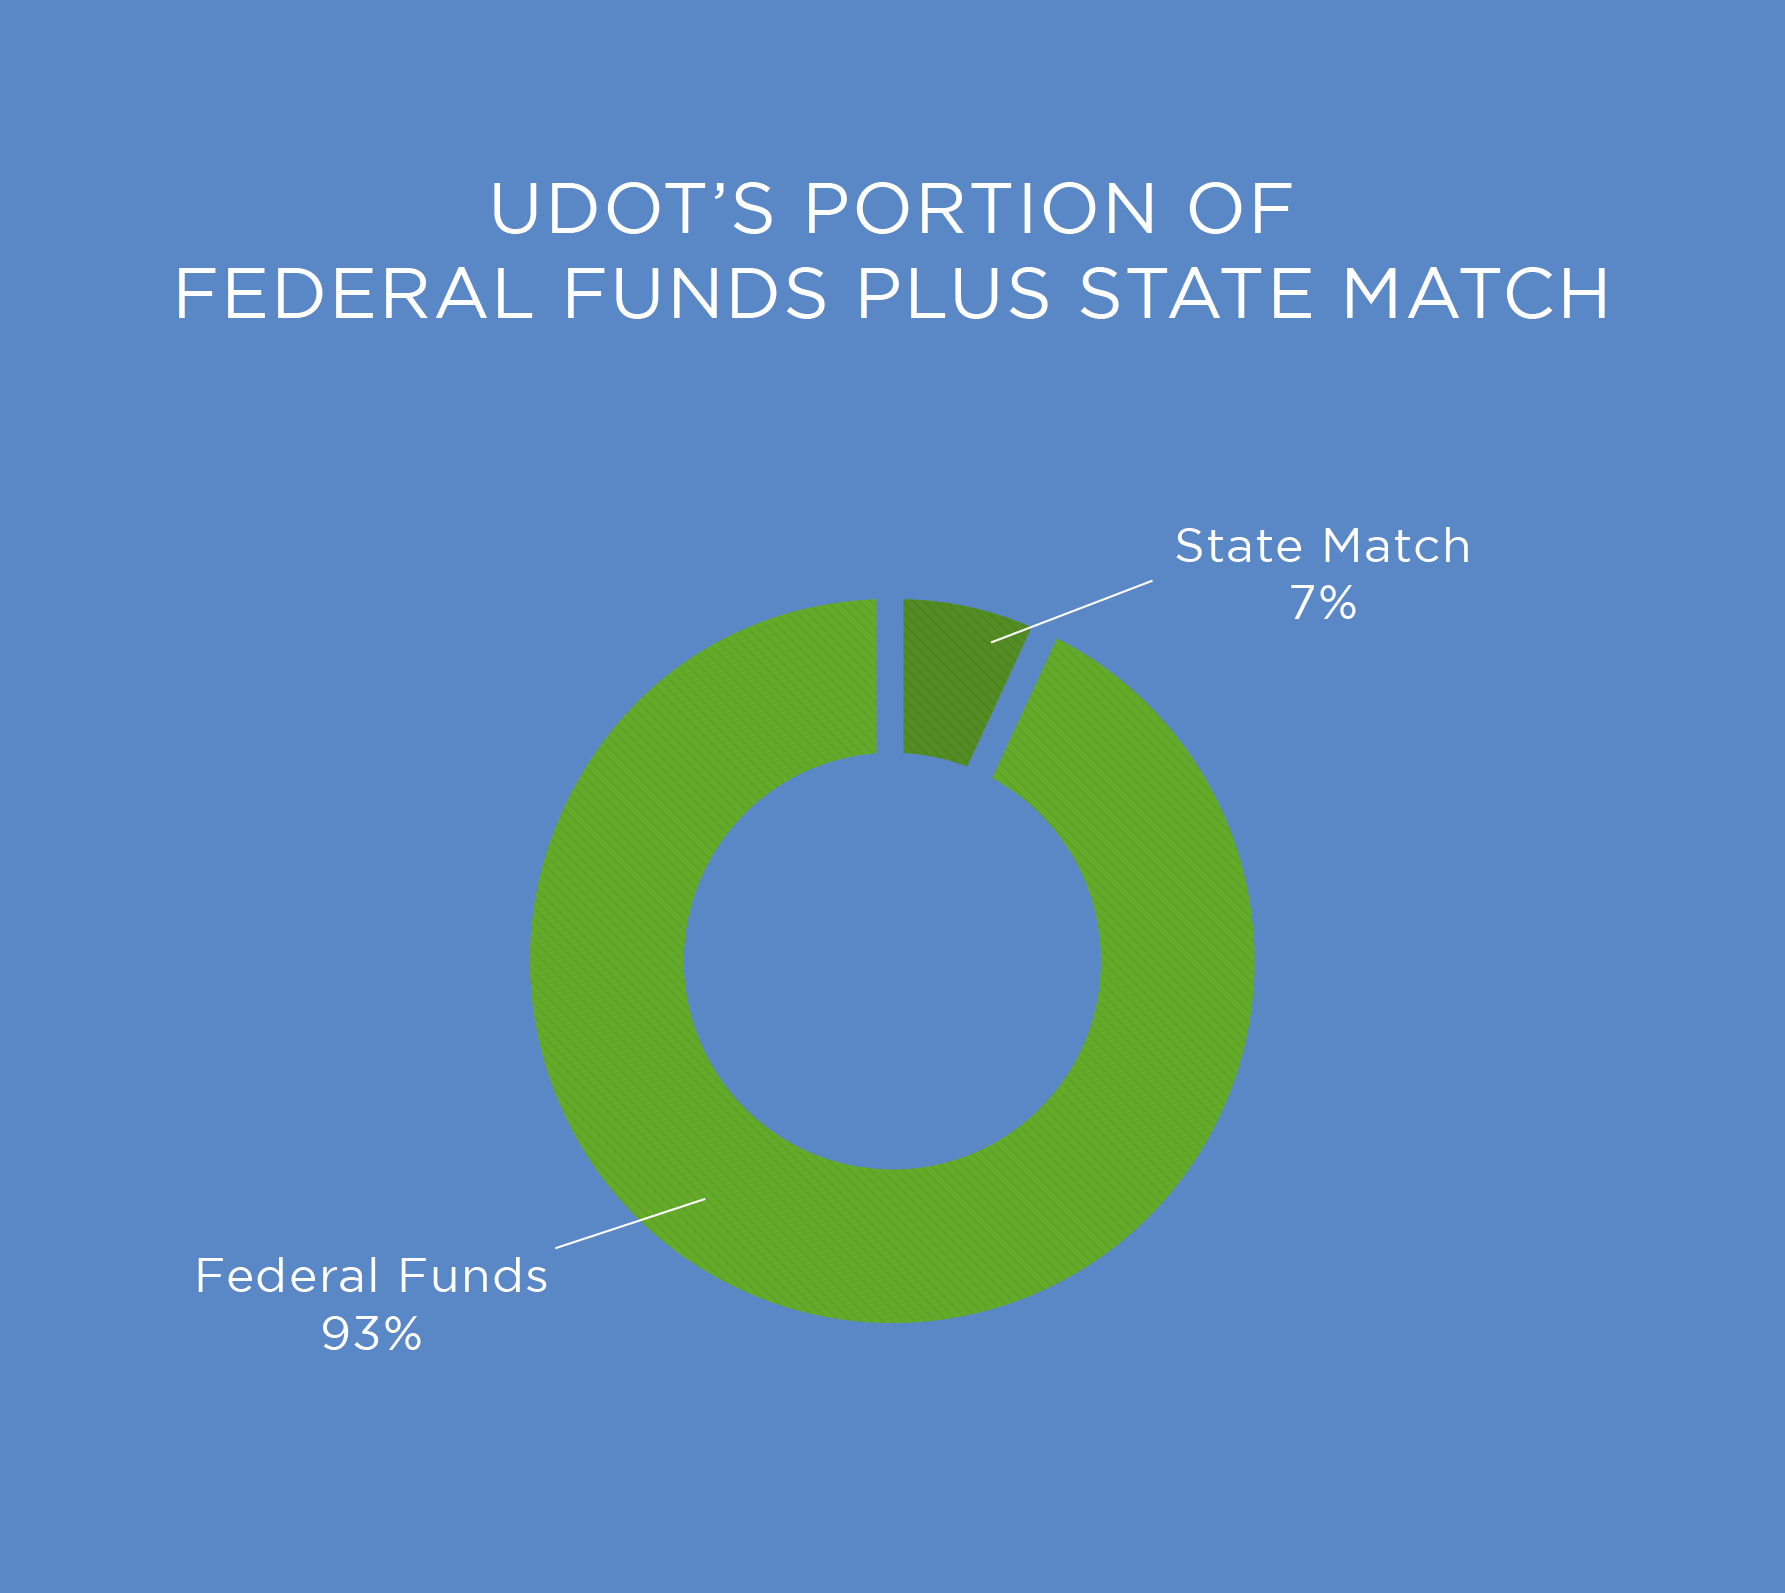 UDOT’S PORTION OF
FEDERAL FUNDS PLUS STATE MATCH
State Match
7%
Federal Funds
93%